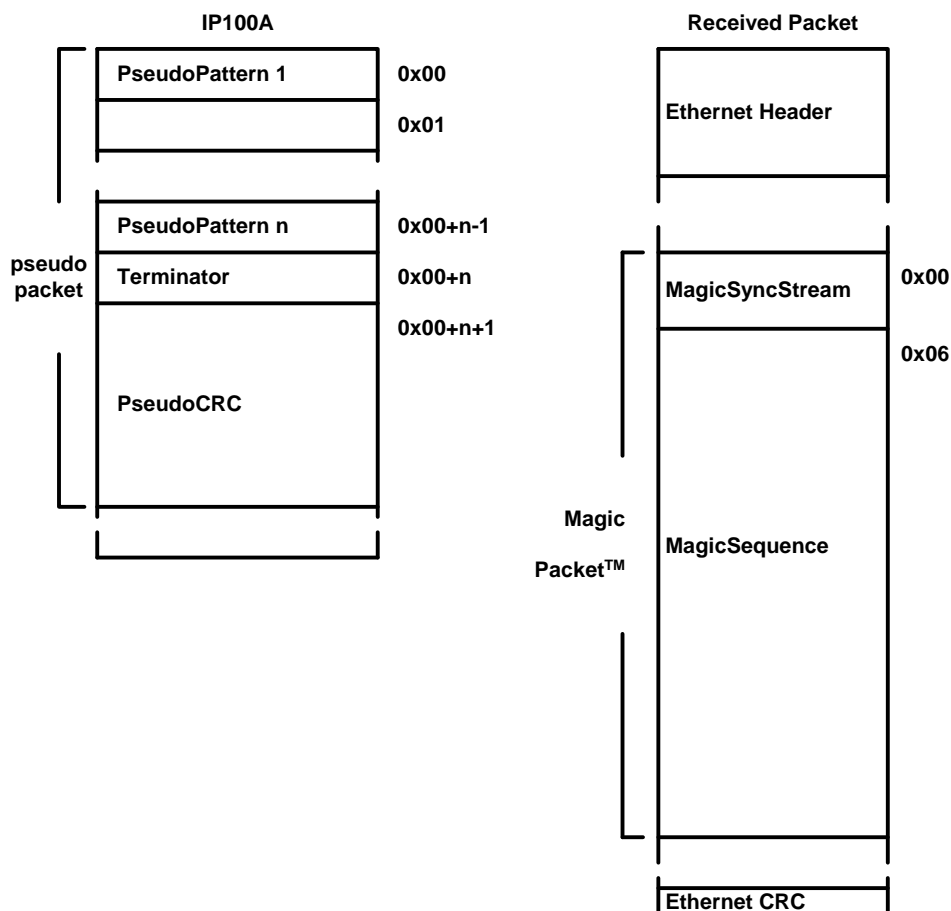 IP100A
PseudoPattern 1
0x00
0x01
PseudoPattern n
0x00+n-1
Terminator
0x00+n
0x00+n+1
PseudoCRC
pseudo
packet
Received Packet
Ethernet Header
MagicSyncStream
0x00
0x06
MagicSequence
Magic
Packet™
Ethernet CRC